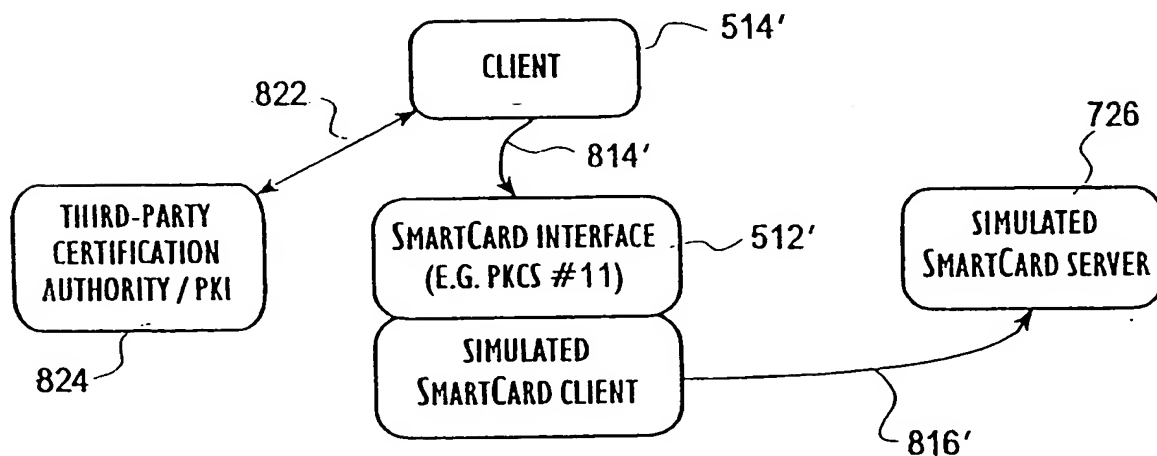 514'
CLIENT
822
726
814'
THIRD-PARTY
CERTIFICATION
AUTHORITY / PKI
SMARTCARD INTERFACE
(E.G. PKCS #11)
512'
SIMULATED
SMARTCARD SERVER
824
SIMULATED
SMARTCARD CLIENT
816'